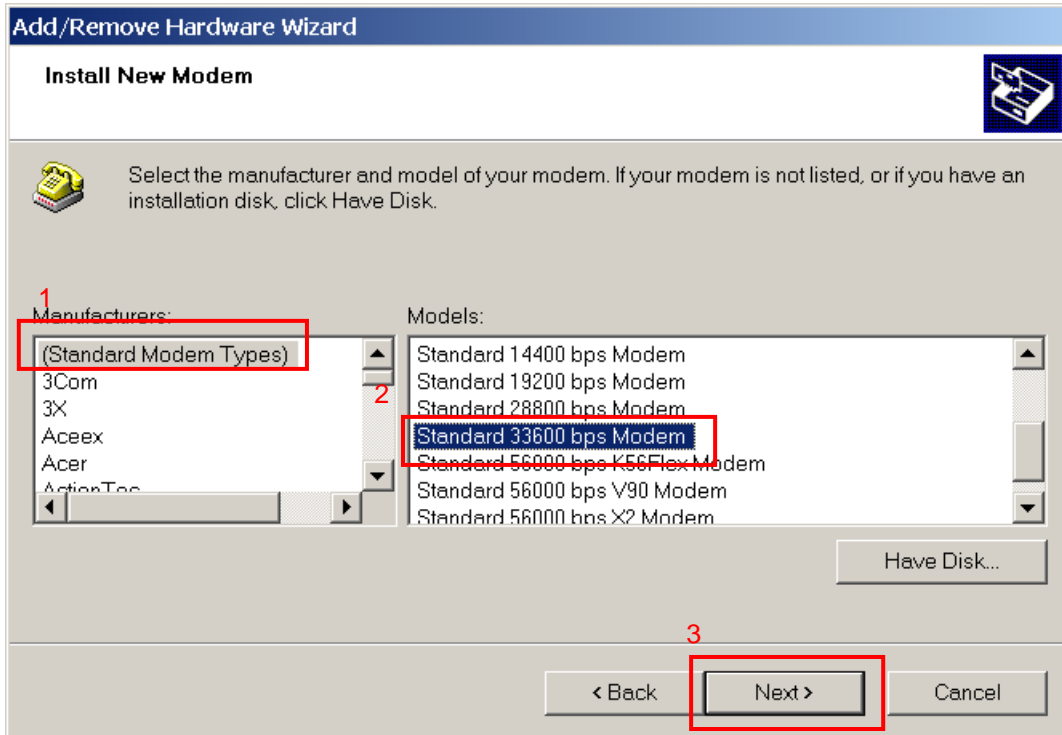 Add/Remove Hardware Wizard
Install New Modem
Select the manufacturer and model of your modem. If your modem is not listed, or if you have an
installation disk, click Have Disk.
1
Manufacturers:
(Standard Modem Types)
3Com
3X
Aceex
Acer
ActionTec
2
Models:
Standard 14400 bps Modem
Standard 19200 bps Modem
Standard 28800 bps Modem
Standard 33600 bps Modem
Standard 56000 bps K56Flex Modem
Standard 56000 bps V90 Modem
Standard 56000 bps X2 Modem
Have Disk...
3
< Back
Next >
Cancel